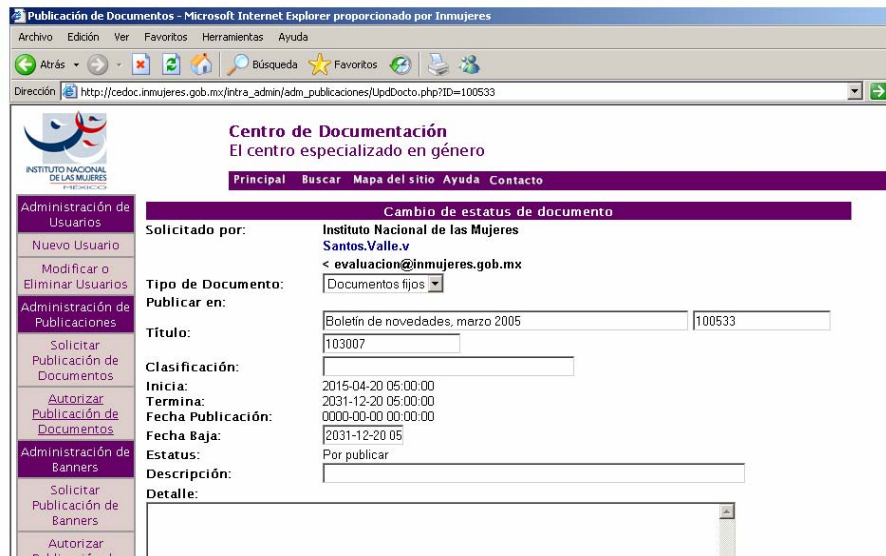 Publicación de Documentos - Microsoft Internet Explorer proporcionado por Inmujeres
Archivo Edición Ver Favoritos Herramientas Ayuda
Atrás Búsqueda Favoritos
Dirección http://cedoc.inmujeres.gob.mx/intra_admin/adm_publicaciones/UpdDocto.php?ID=100533
INSTITUTO NACIONAL
DE LAS MUJERES
MÉXICO
Centro de Documentación
El centro especializado en género
Principal Buscar Mapa del sitio Ayuda Contacto
Administración de
Usuarios
Nuevo Usuario
Modificar o
Eliminar Usuarios
Administración de
Publicaciones
Solicitar
Publicación de
Documentos
Autorizar
Publicación de
Documentos
Administración de
Banners
Solicitar
Publicación de
Banners
Autorizar
Cambio de estatus de documento
Solicitado por: Instituto Nacional de las Mujeres
Santos.Valle.v
< evaluacion@inmujeres.gob.mx
Tipo de Documento: Documentos fijos
Publicar en:
Título: Boletín de novedades, marzo 2005 100533
103007
Clasificación:
Inicia: 2015-04-20 05:00:00
Termina: 2031-12-20 05:00:00
Fecha Publicación: 0000-00-00 00:00:00
Fecha Baja: 2031-12-20 05
Estatus: Por publicar
Descripción:
Detalle: